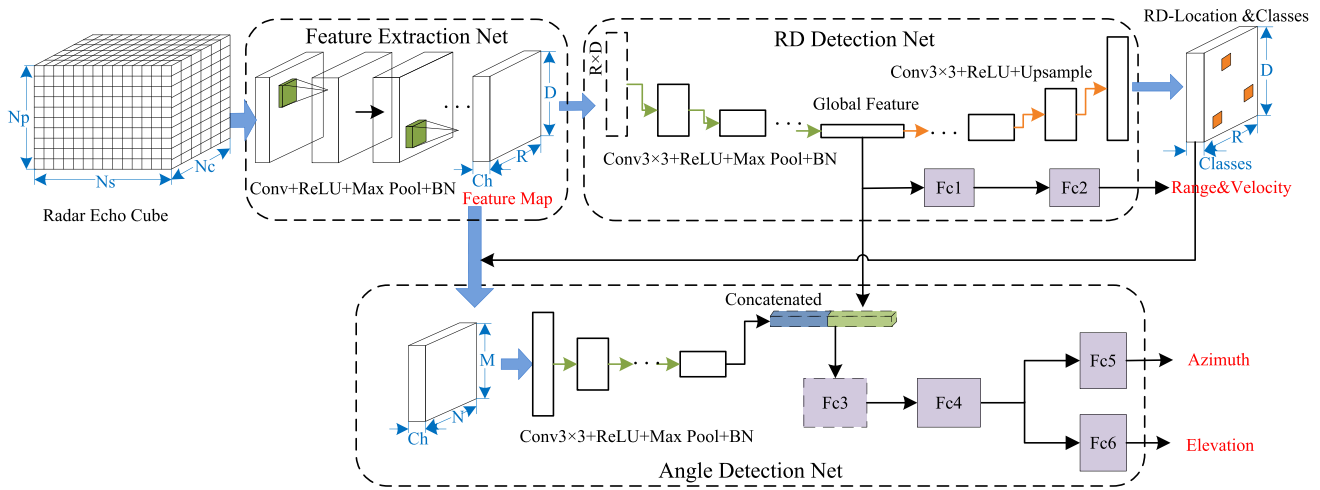 Feature Extraction Net
RD Detection Net
RD-Location &Classes
Np
Ns
Nc
Radar Echo Cube
. . .
D
R
Ch
Conv+ReLU+Max Pool+BN
Feature Map
R×D
Conv3×3+ReLU+Max Pool+BN
. . .
Global Feature
. . .
Conv3×3+ReLU+Upsample
D
R
Classes
Fc1
Fc2
Range&Velocity
Concatenated
M
N
Ch
. . .
Conv3×3+ReLU+Max Pool+BN
Fc3
Fc4
Fc5
Azimuth
Fc6
Elevation
Angle Detection Net